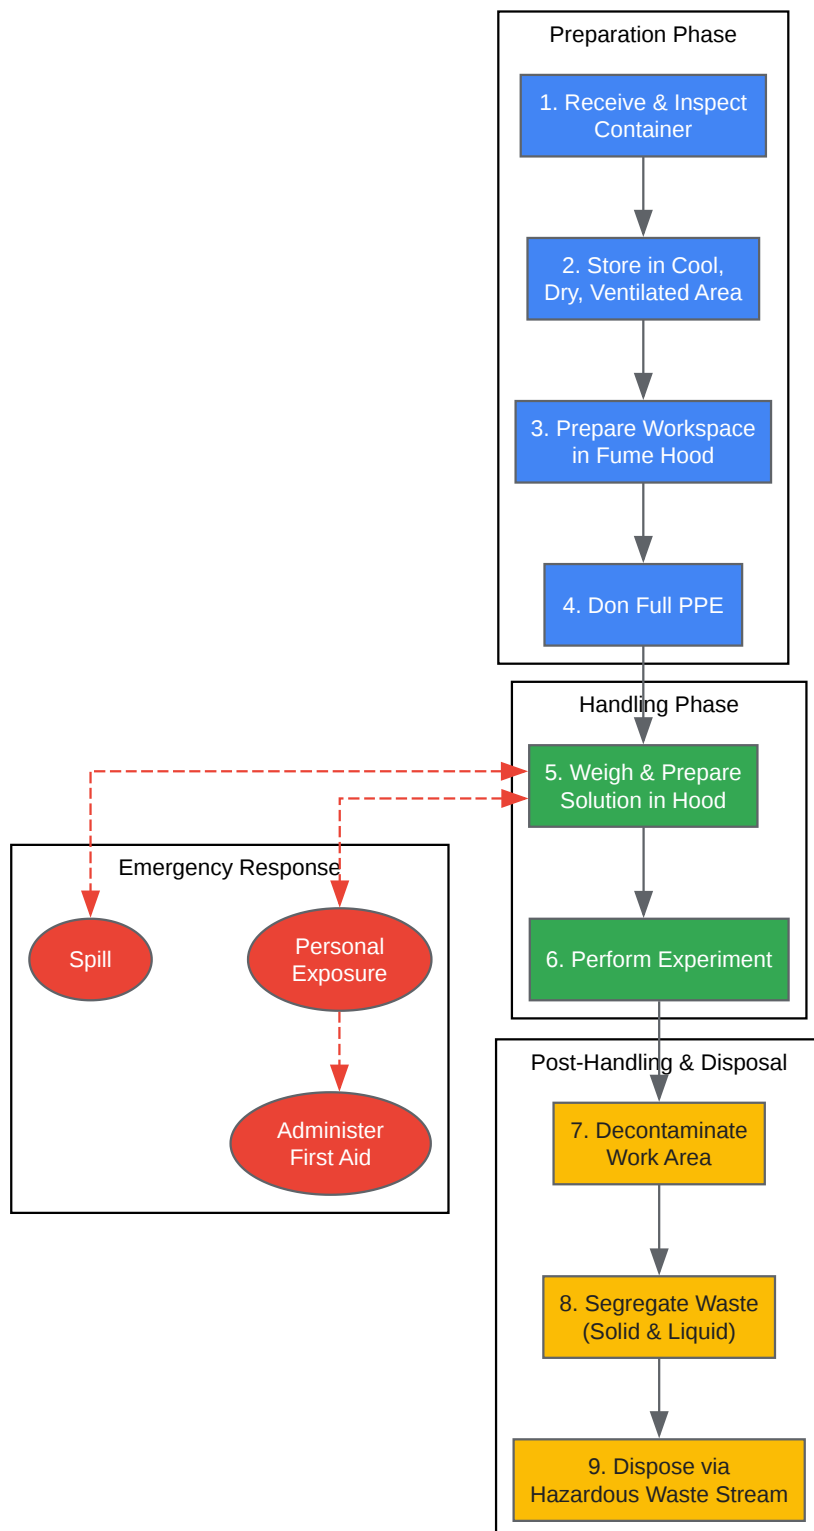 Preparation Phase
1. Receive & Inspect
Container
2. Store in Cool,
Dry, Ventilated Area
3. Prepare Workspace
in Fume Hood
4. Don Full PPE
Handling Phase
5. Weigh & Prepare
Solution in Hood
6. Perform Experiment
Emergency Response
Spill
Personal
Exposure
Administer
First Aid
Post-Handling & Disposal
7. Decontaminate
Work Area
8. Segregate Waste
(Solid & Liquid)
9. Dispose via
Hazardous Waste Stream